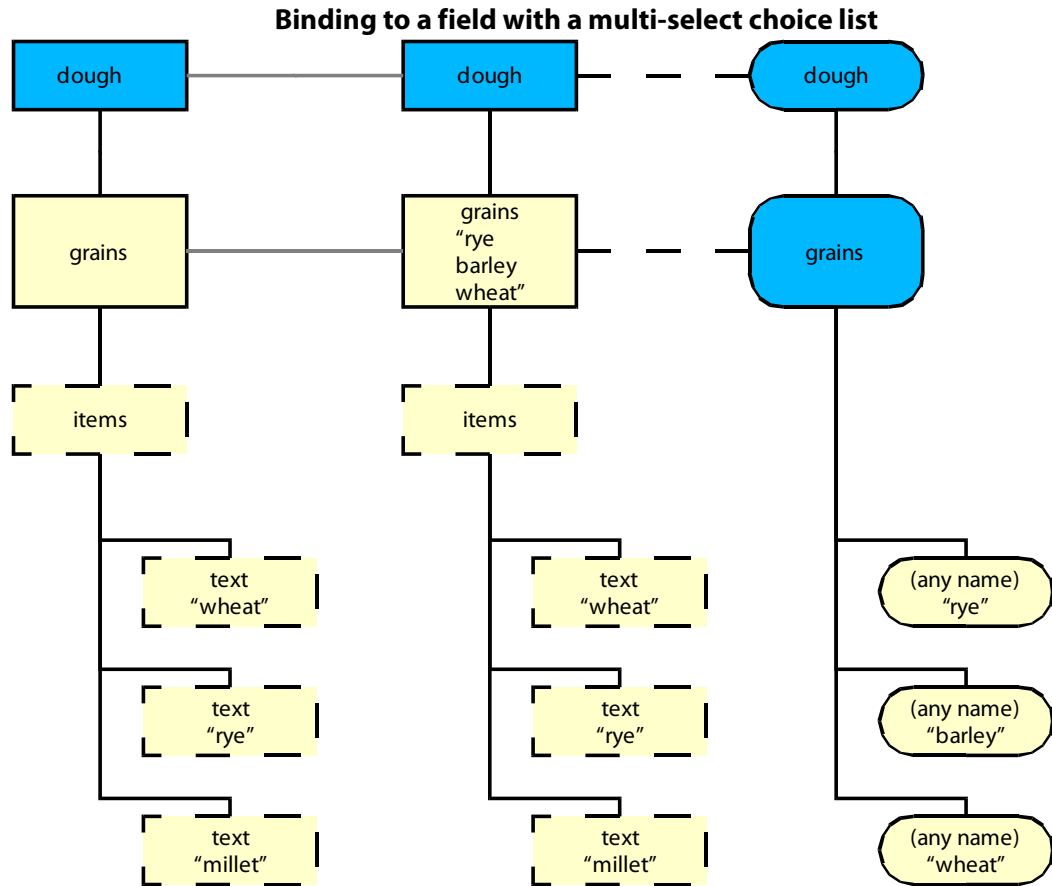 Binding to a field with a multi-select choice list
dough
dough
dough
grains
grains
“rye
barley
wheat”
grains
items
items
text
“wheat”
text
“wheat”
(any name)
“rye”
text
“rye”
text
“rye”
(any name)
“barley”
text
“millet”
text
“millet”
(any name)
“wheat”